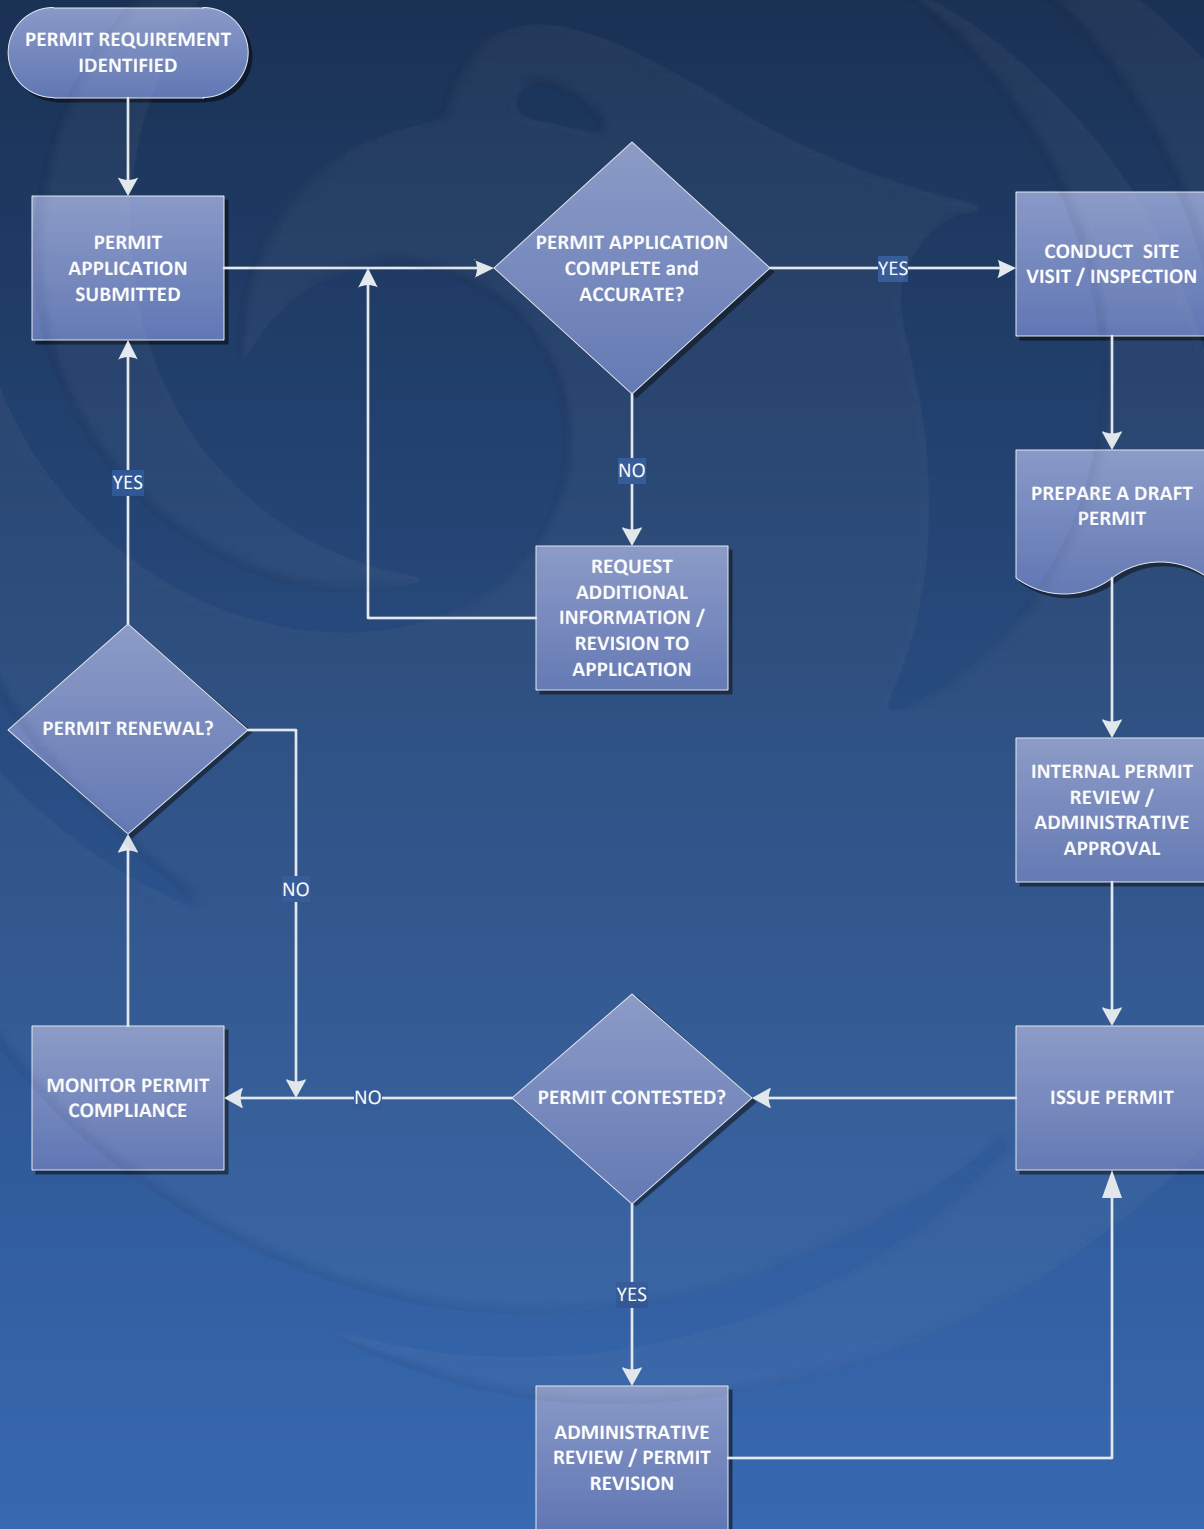 PERMIT REQUIREMENT
IDENTIFIED
PERMIT
APPLICATION
SUBMITTED
PERMIT APPLICATION
COMPLETE and
ACCURATE?
YES
CONDUCT SITE
VISIT / INSPECTION
NO
REQUEST
ADDITIONAL
INFORMATION /
REVISION TO
APPLICATION
PREPARE A DRAFT
PERMIT
INTERNAL PERMIT
REVIEW /
ADMINISTRATIVE
APPROVAL
ISSUE PERMIT
PERMIT CONTESTED?
YES
ADMINISTRATIVE
REVIEW / PERMIT
REVISION
NO
MONITOR PERMIT
COMPLIANCE
PERMIT RENEWAL?
NO
YES